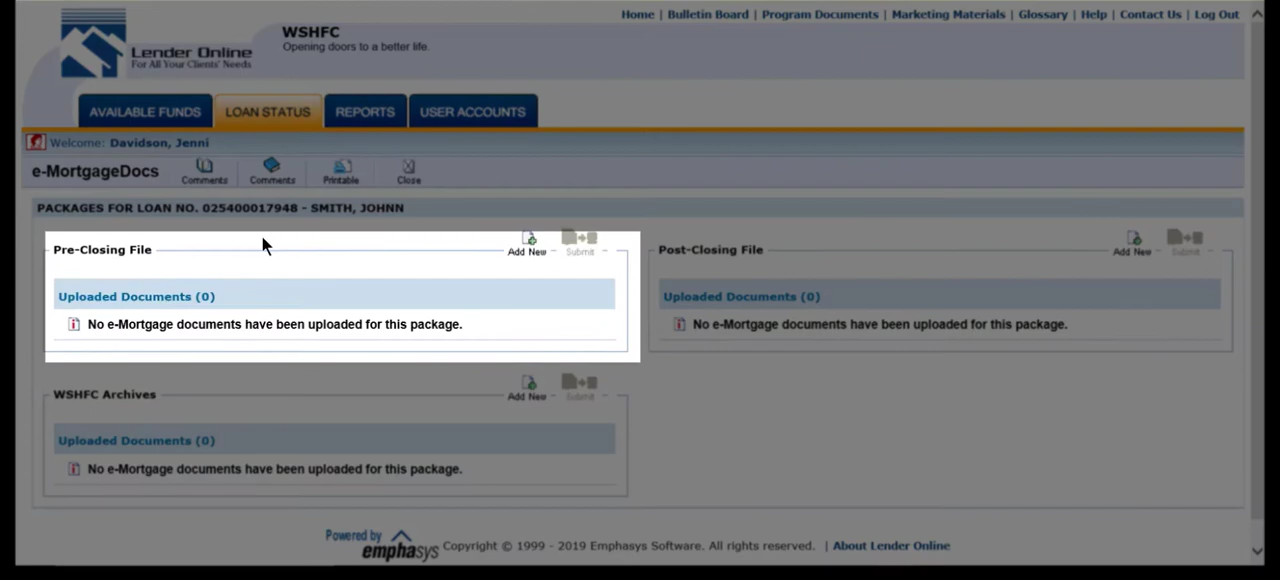 Home | Bulletin Board | Program Documents | Marketing Materials | Glossary | Help | Contact Us | Log Out
WSHFC
Opening doors to a better life.
Lender Online
For All Your Clients' Needs
AVAILABLE FUNDS LOAN STATUS REPORTS USER ACCOUNTS
Welcome: Davidson, Jenni
e-MortgageDocs Comments Comments Printable Close
PACKAGES FOR LOAN NO. 025400017948 - SMITH, JOHNN
Pre-Closing File Add New Submit
Uploaded Documents (0)
No e-Mortgage documents have been uploaded for this package.
Post-Closing File Add New Submit
Uploaded Documents (0)
No e-Mortgage documents have been uploaded for this package.
WSHFC Archives Add New Submit
Uploaded Documents (0)
No e-Mortgage documents have been uploaded for this package.
Powered by
emphasys Copyright © 1999 - 2019 Emphasys Software. All rights reserved. | About Lender Online